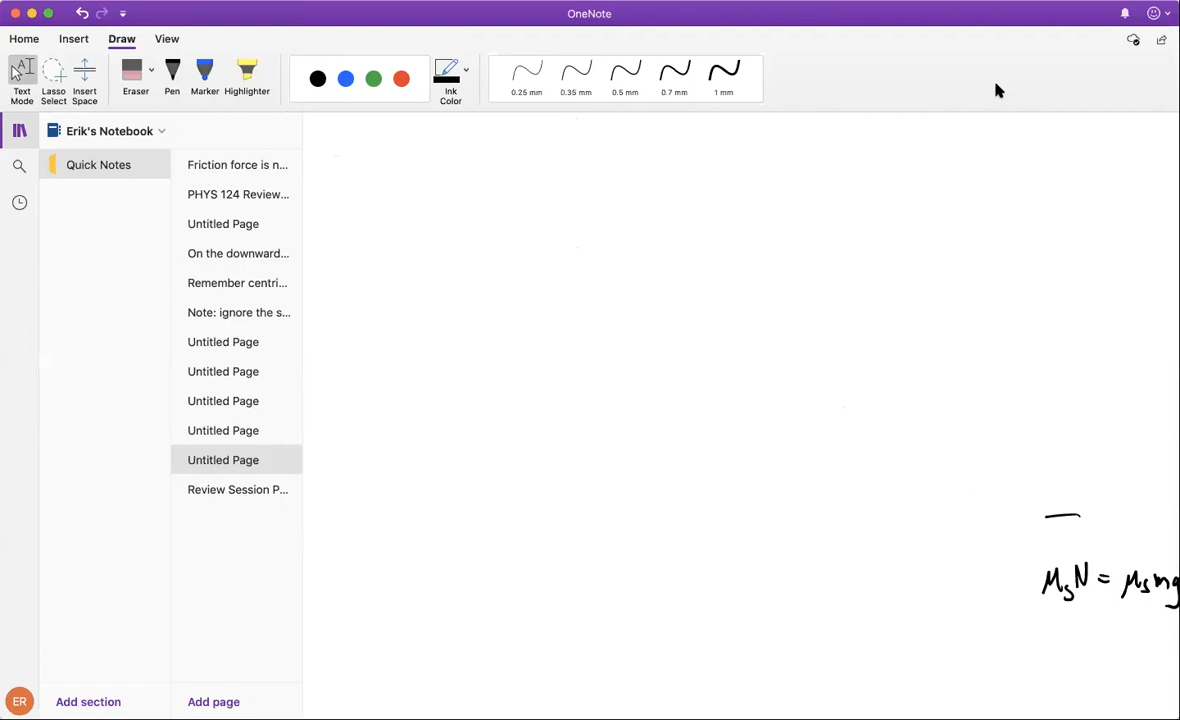 OneNote
Home Insert Draw View
Text Mode
Lasso Select
Insert Space
Eraser
Pen
Marker
Highlighter
Ink Color
0.25 mm 0.35 mm 0.5 mm 0.7 mm 1 mm
Erik's Notebook
Quick Notes
Friction force is n...
PHYS 124 Review...
Untitled Page
On the downward...
Remember centri...
Note: ignore the s...
Untitled Page
Untitled Page
Untitled Page
Untitled Page
Untitled Page
Review Session P...
μsN = μsmg
ER
Add section
Add page